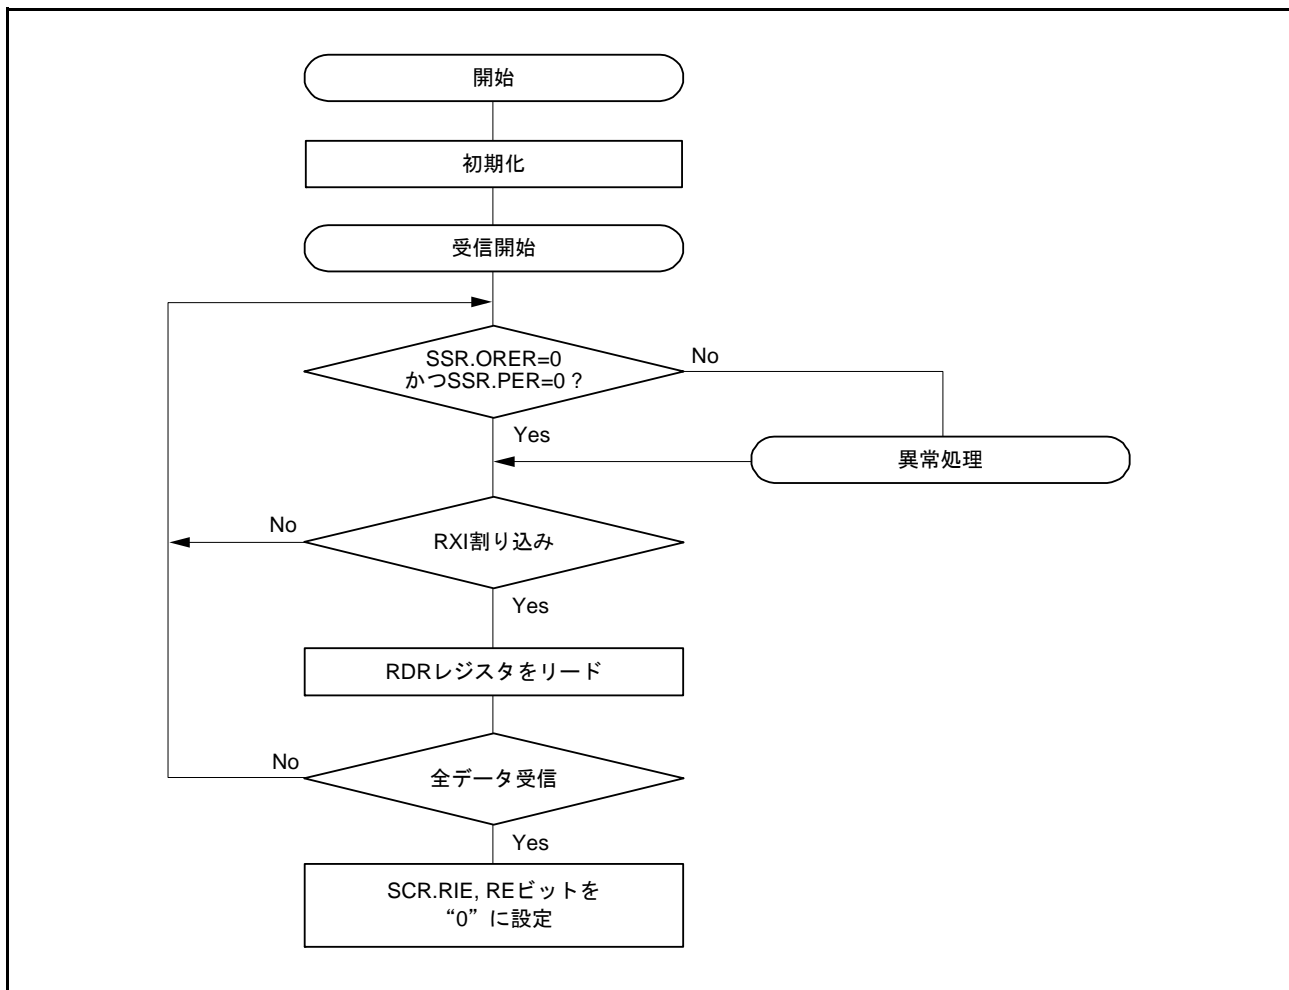 開始
初期化
受信開始
SSR.ORER=0
かつSSR.PER=0 ?
No
Yes
異常処理
No
RXI割り込み
Yes
RDRレジスタをリード
No
全データ受信
Yes
SCR.RIE, REビットを
“0” に設定